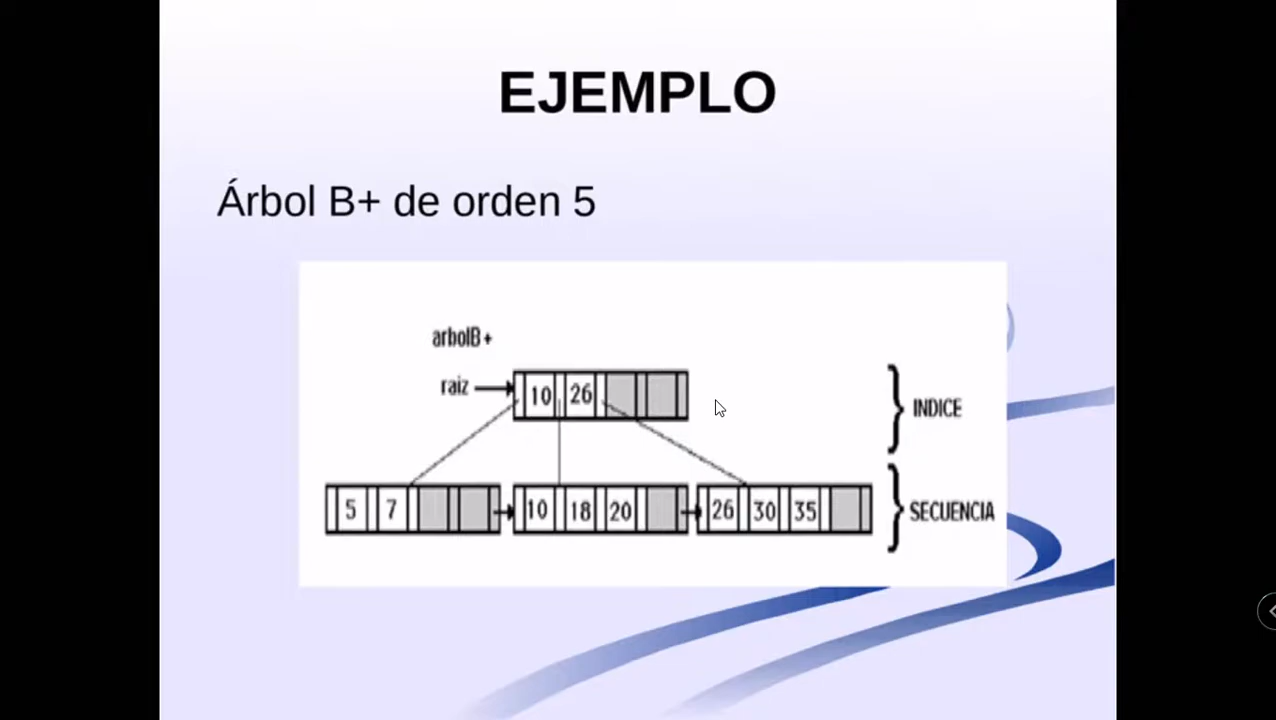 EJEMPLO
Árbol B+ de orden 5
arbolB+
raiz
10 26
INDICE
5 7 10 18 20 26 30 35
SECUENCIA